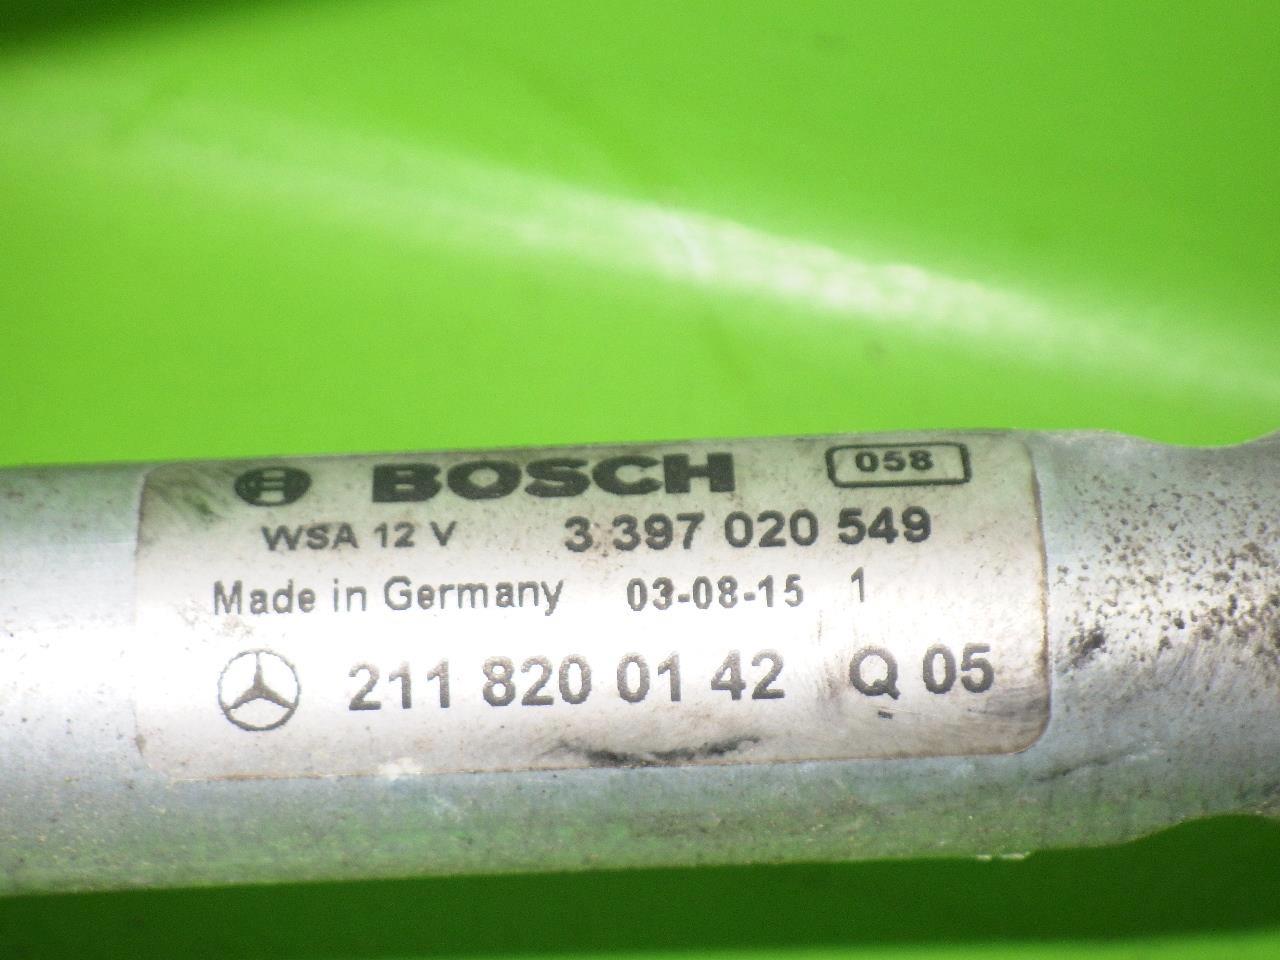 BOSCH 058
WSA 12 V 3 397 020 549
Made in Germany 03-08-15 1
211 820 01 42 Q 05